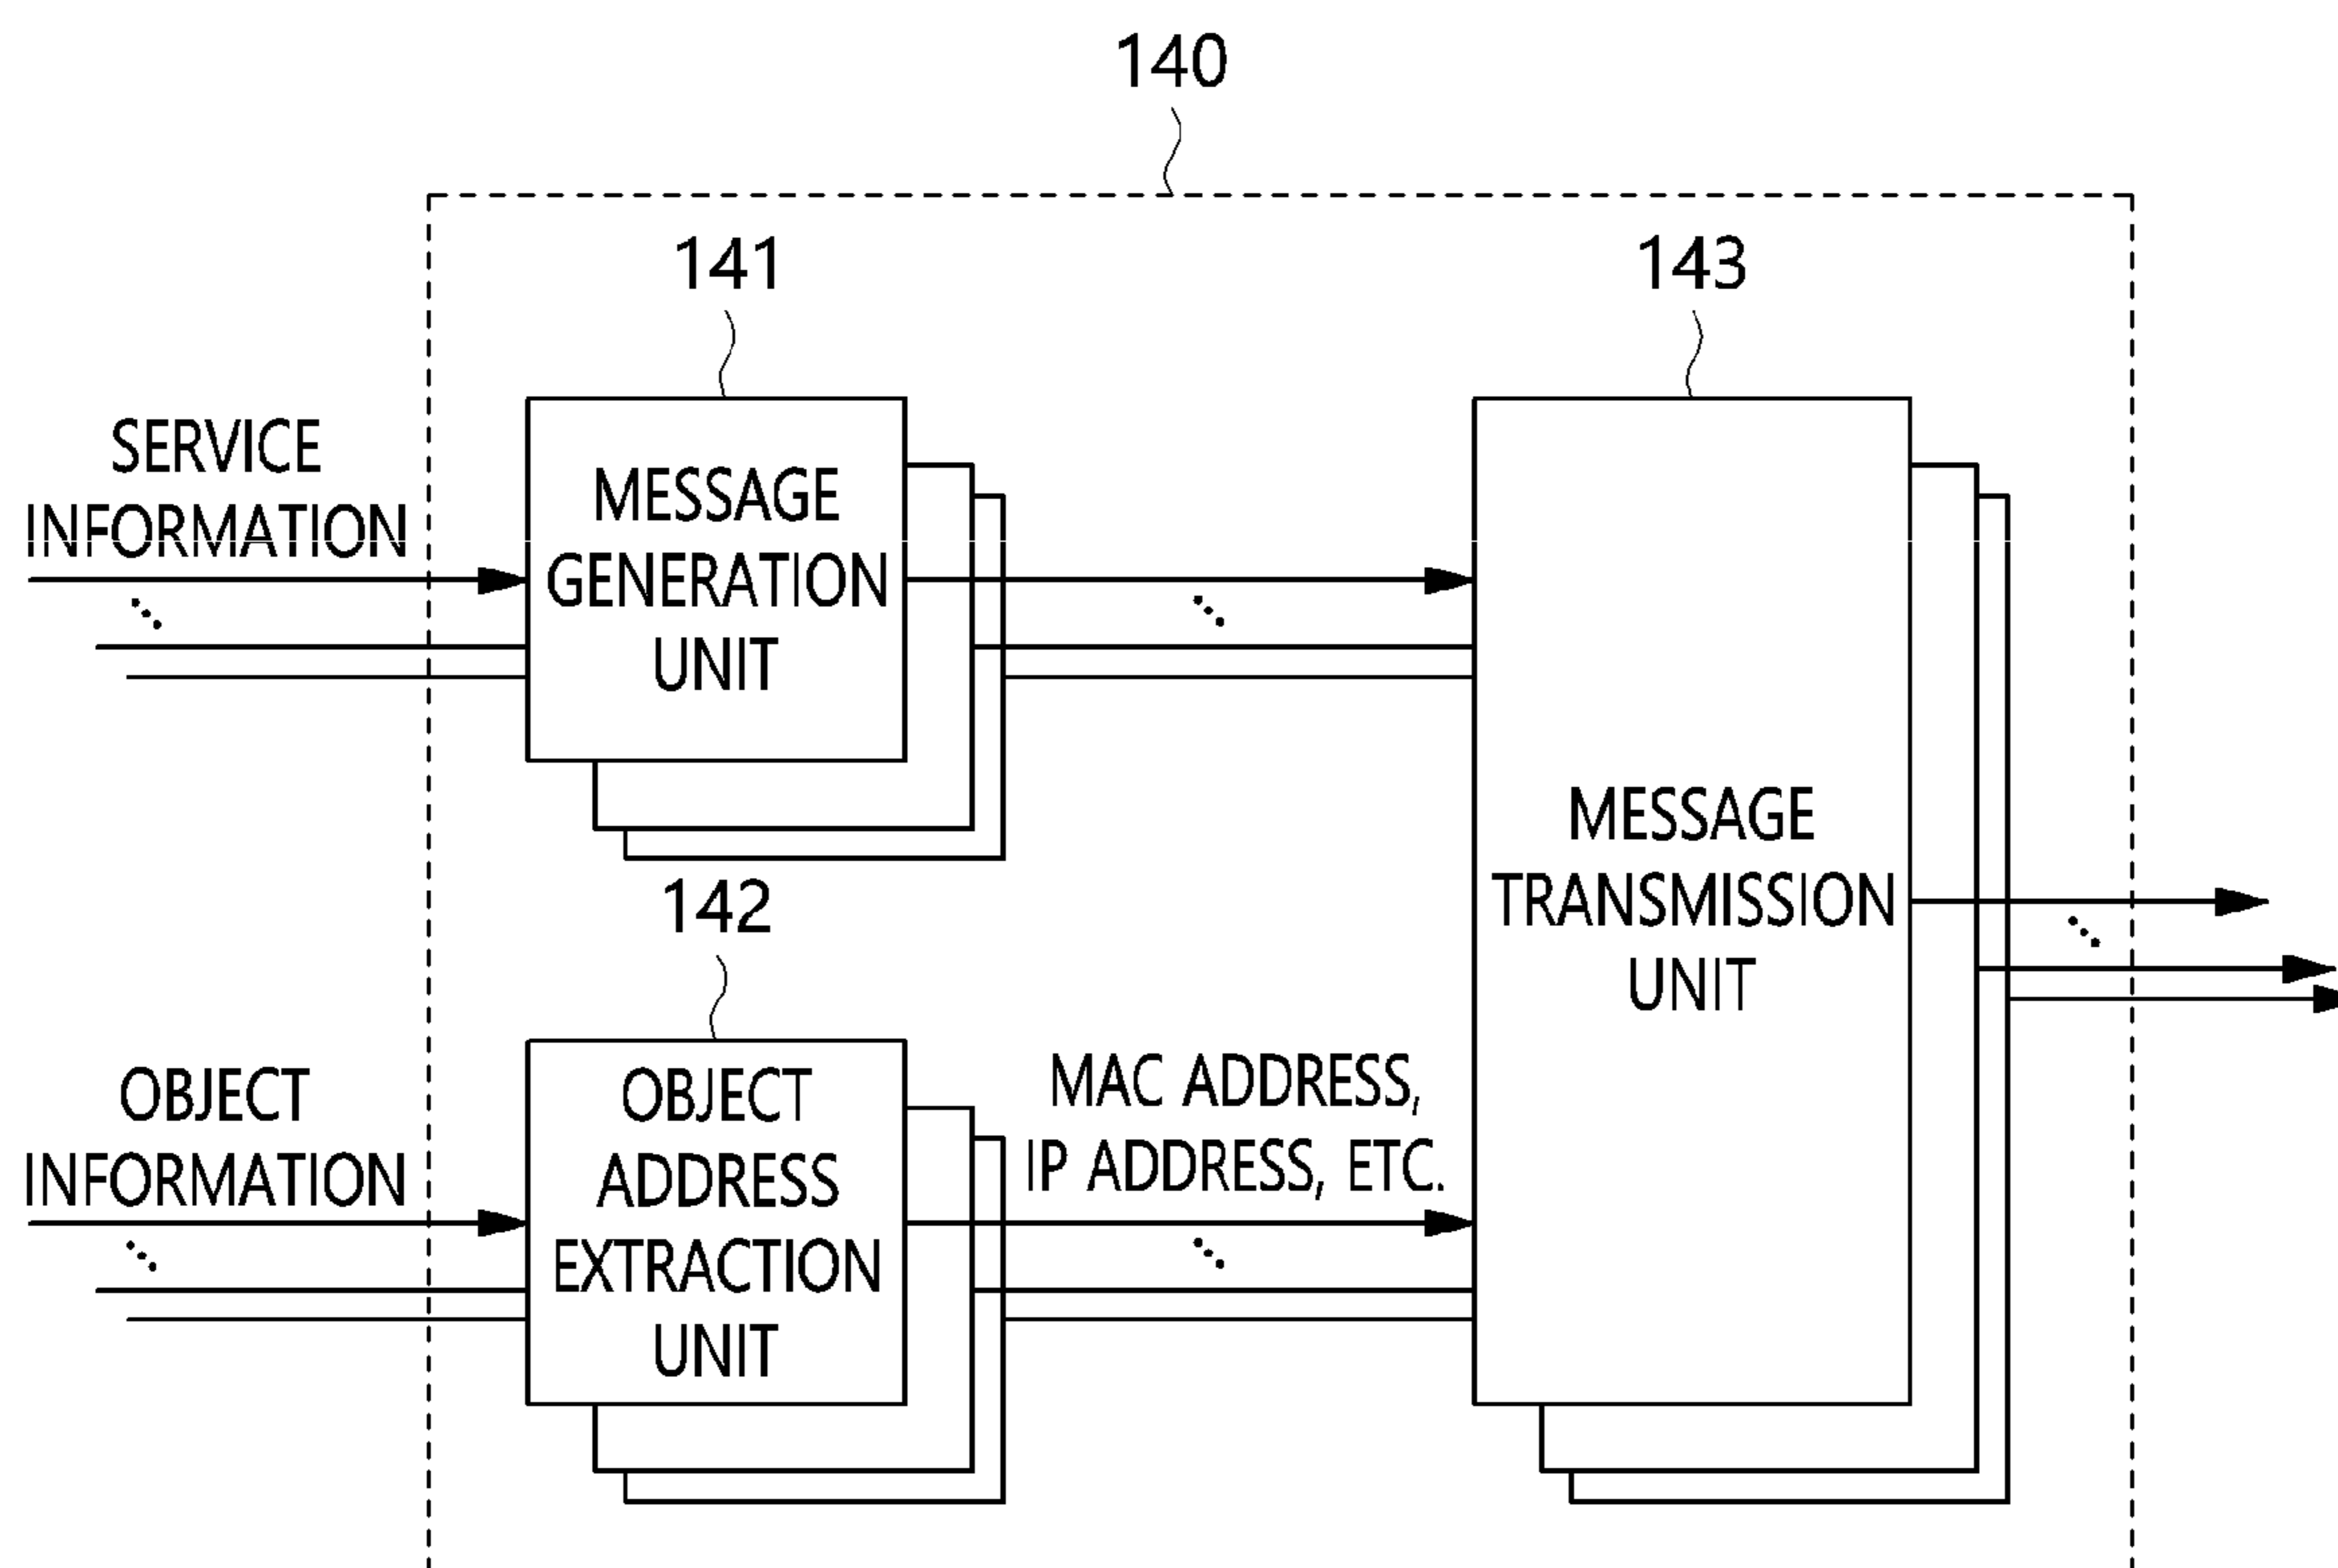 140
141
143
SERVICE
INFORMATION
MESSAGE
GENERATION
UNIT
MESSAGE
TRANSMISSION
UNIT
142
OBJECT
INFORMATION
OBJECT
ADDRESS
EXTRACTION
UNIT
MAC ADDRESS,
IP ADDRESS, ETC.